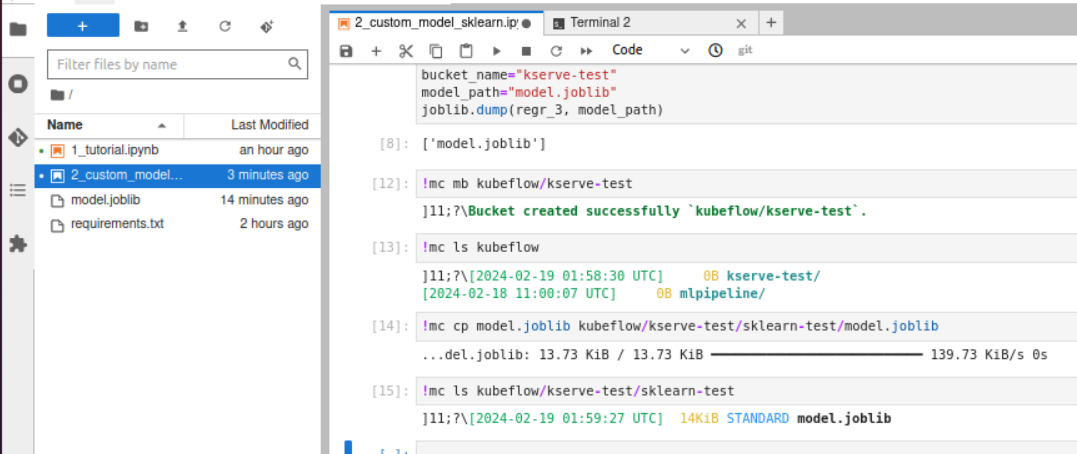 +
Filter files by name
/
Name Last Modified
1_tutorial.ipynb an hour ago
2_custom_model... 3 minutes ago
model.joblib 14 minutes ago
requirements.txt 2 hours ago
2_custom_model_sklearn.ipy Terminal 2 × +
Code git
bucket_name="kserve-test"
model_path="model.joblib"
joblib.dump(regr_3, model_path)
[8]: ['model.joblib']
[12]: !mc mb kubeflow/kserve-test
]11;?\Bucket created successfully `kubeflow/kserve-test`.
[13]: !mc ls kubeflow
]11;?\[2024-02-19 01:58:30 UTC] 0B kserve-test/
[2024-02-18 11:00:07 UTC] 0B mlpipeline/
[14]: !mc cp model.joblib kubeflow/kserve-test/sklearn-test/model.joblib
...del.joblib: 13.73 KiB / 13.73 KiB ━━━━━━━━━━━━━━━━━━━━━━━━ 139.73 KiB/s 0s
[15]: !mc ls kubeflow/kserve-test/sklearn-test
]11;?\[2024-02-19 01:59:27 UTC] 14KiB STANDARD model.joblib